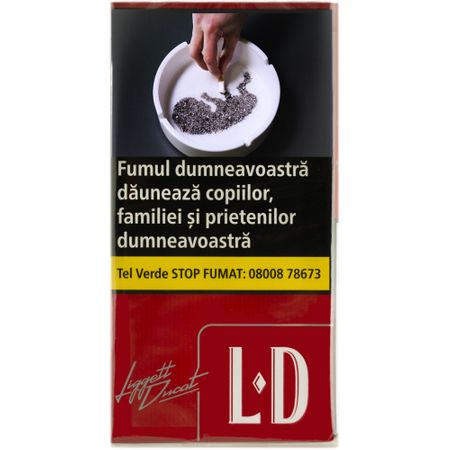 Fumul dumneavoastră
dăunează copiilor,
familiei și prietenilor
dumneavoastră
Tel Verde STOP FUMAT: 08008 78673
Liggett
Ducat
L·D